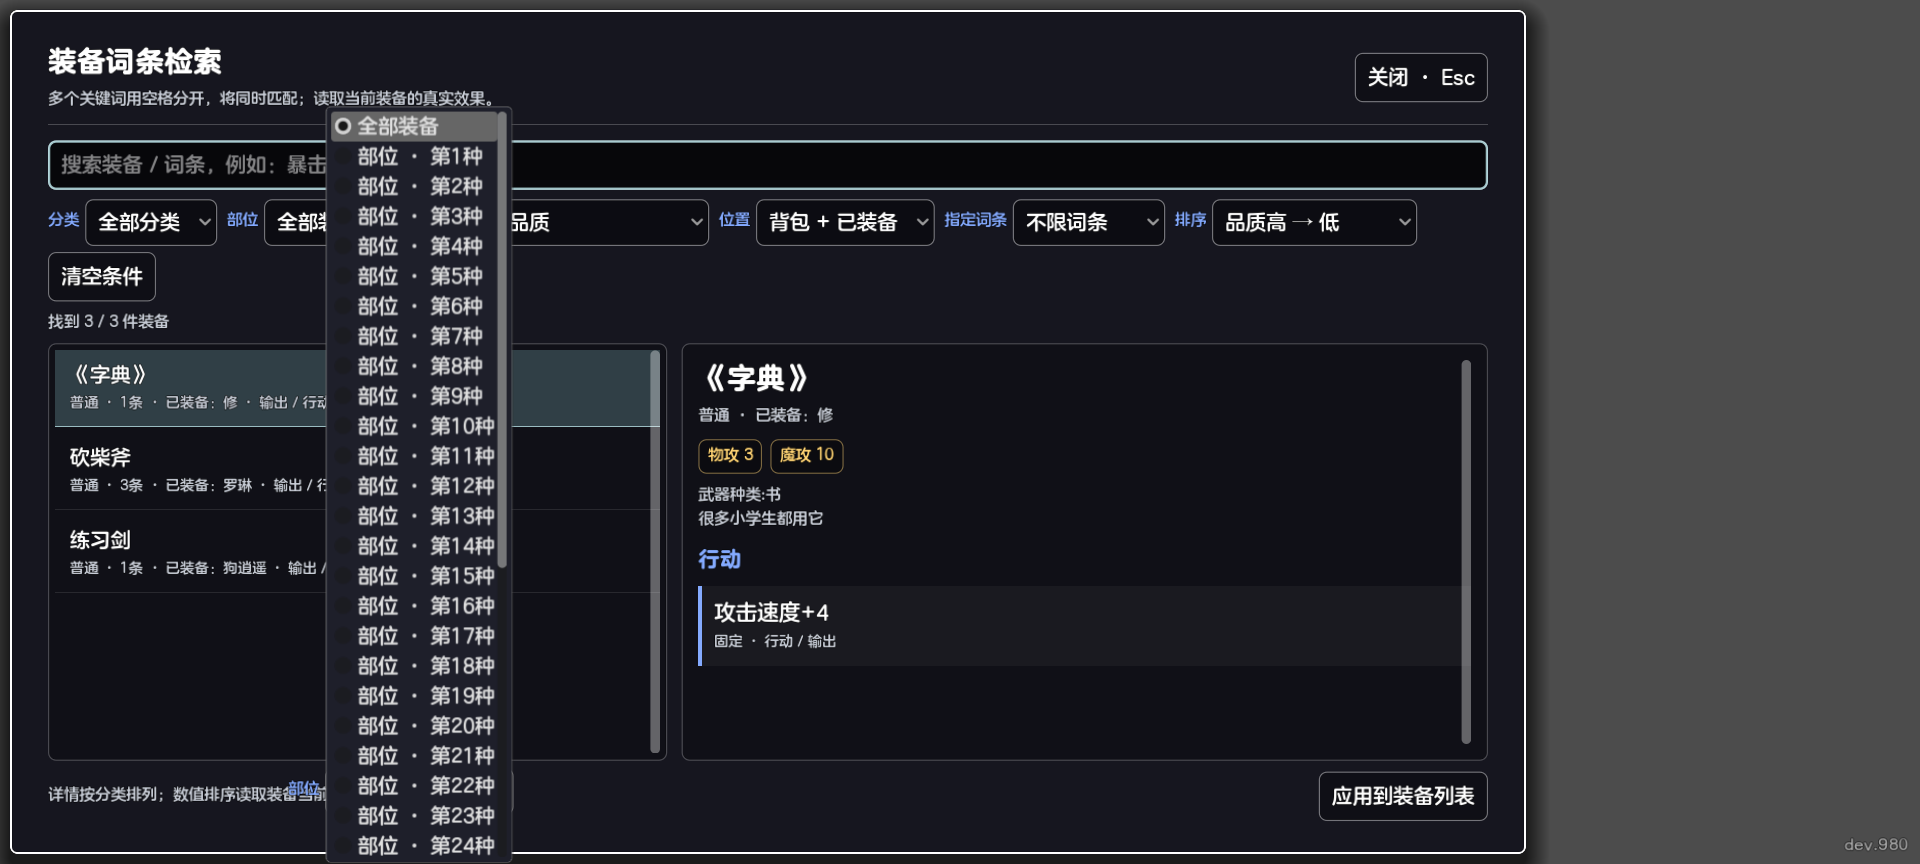 装备词条检索
关闭 · Esc
多个关键词用空格分开，将同时匹配；读取当前装备的真实效果。
搜索装备 / 词条，例如：暴击
分类 全部分类 部位 全部 品质 位置 背包 + 已装备 指定词条 不限词条 排序 品质高→低
清空条件
找到 3 / 3 件装备
全部装备
部位 · 第1种
部位 · 第2种
部位 · 第3种
部位 · 第4种
部位 · 第5种
部位 · 第6种
部位 · 第7种
部位 · 第8种
部位 · 第9种
部位 · 第10种
部位 · 第11种
部位 · 第12种
部位 · 第13种
部位 · 第14种
部位 · 第15种
部位 · 第16种
部位 · 第17种
部位 · 第18种
部位 · 第19种
部位 · 第20种
部位 · 第21种
部位 · 第22种
部位 · 第23种
部位 · 第24种
《字典》
普通 · 1条 · 已装备：修 · 输出 / 行动
砍柴斧
普通 · 3条 · 已装备：罗琳 · 输出 / 行
练习剑
普通 · 1条 · 已装备：狗逍遥 · 输出 /
《字典》
普通 · 已装备：修
物攻 3 魔攻 10
武器种类:书
很多小学生都用它
行动
攻击速度+4
固定 · 行动 / 输出
详情按分类排列；数值排序读取装备当前
部位
应用到装备列表
dev.980